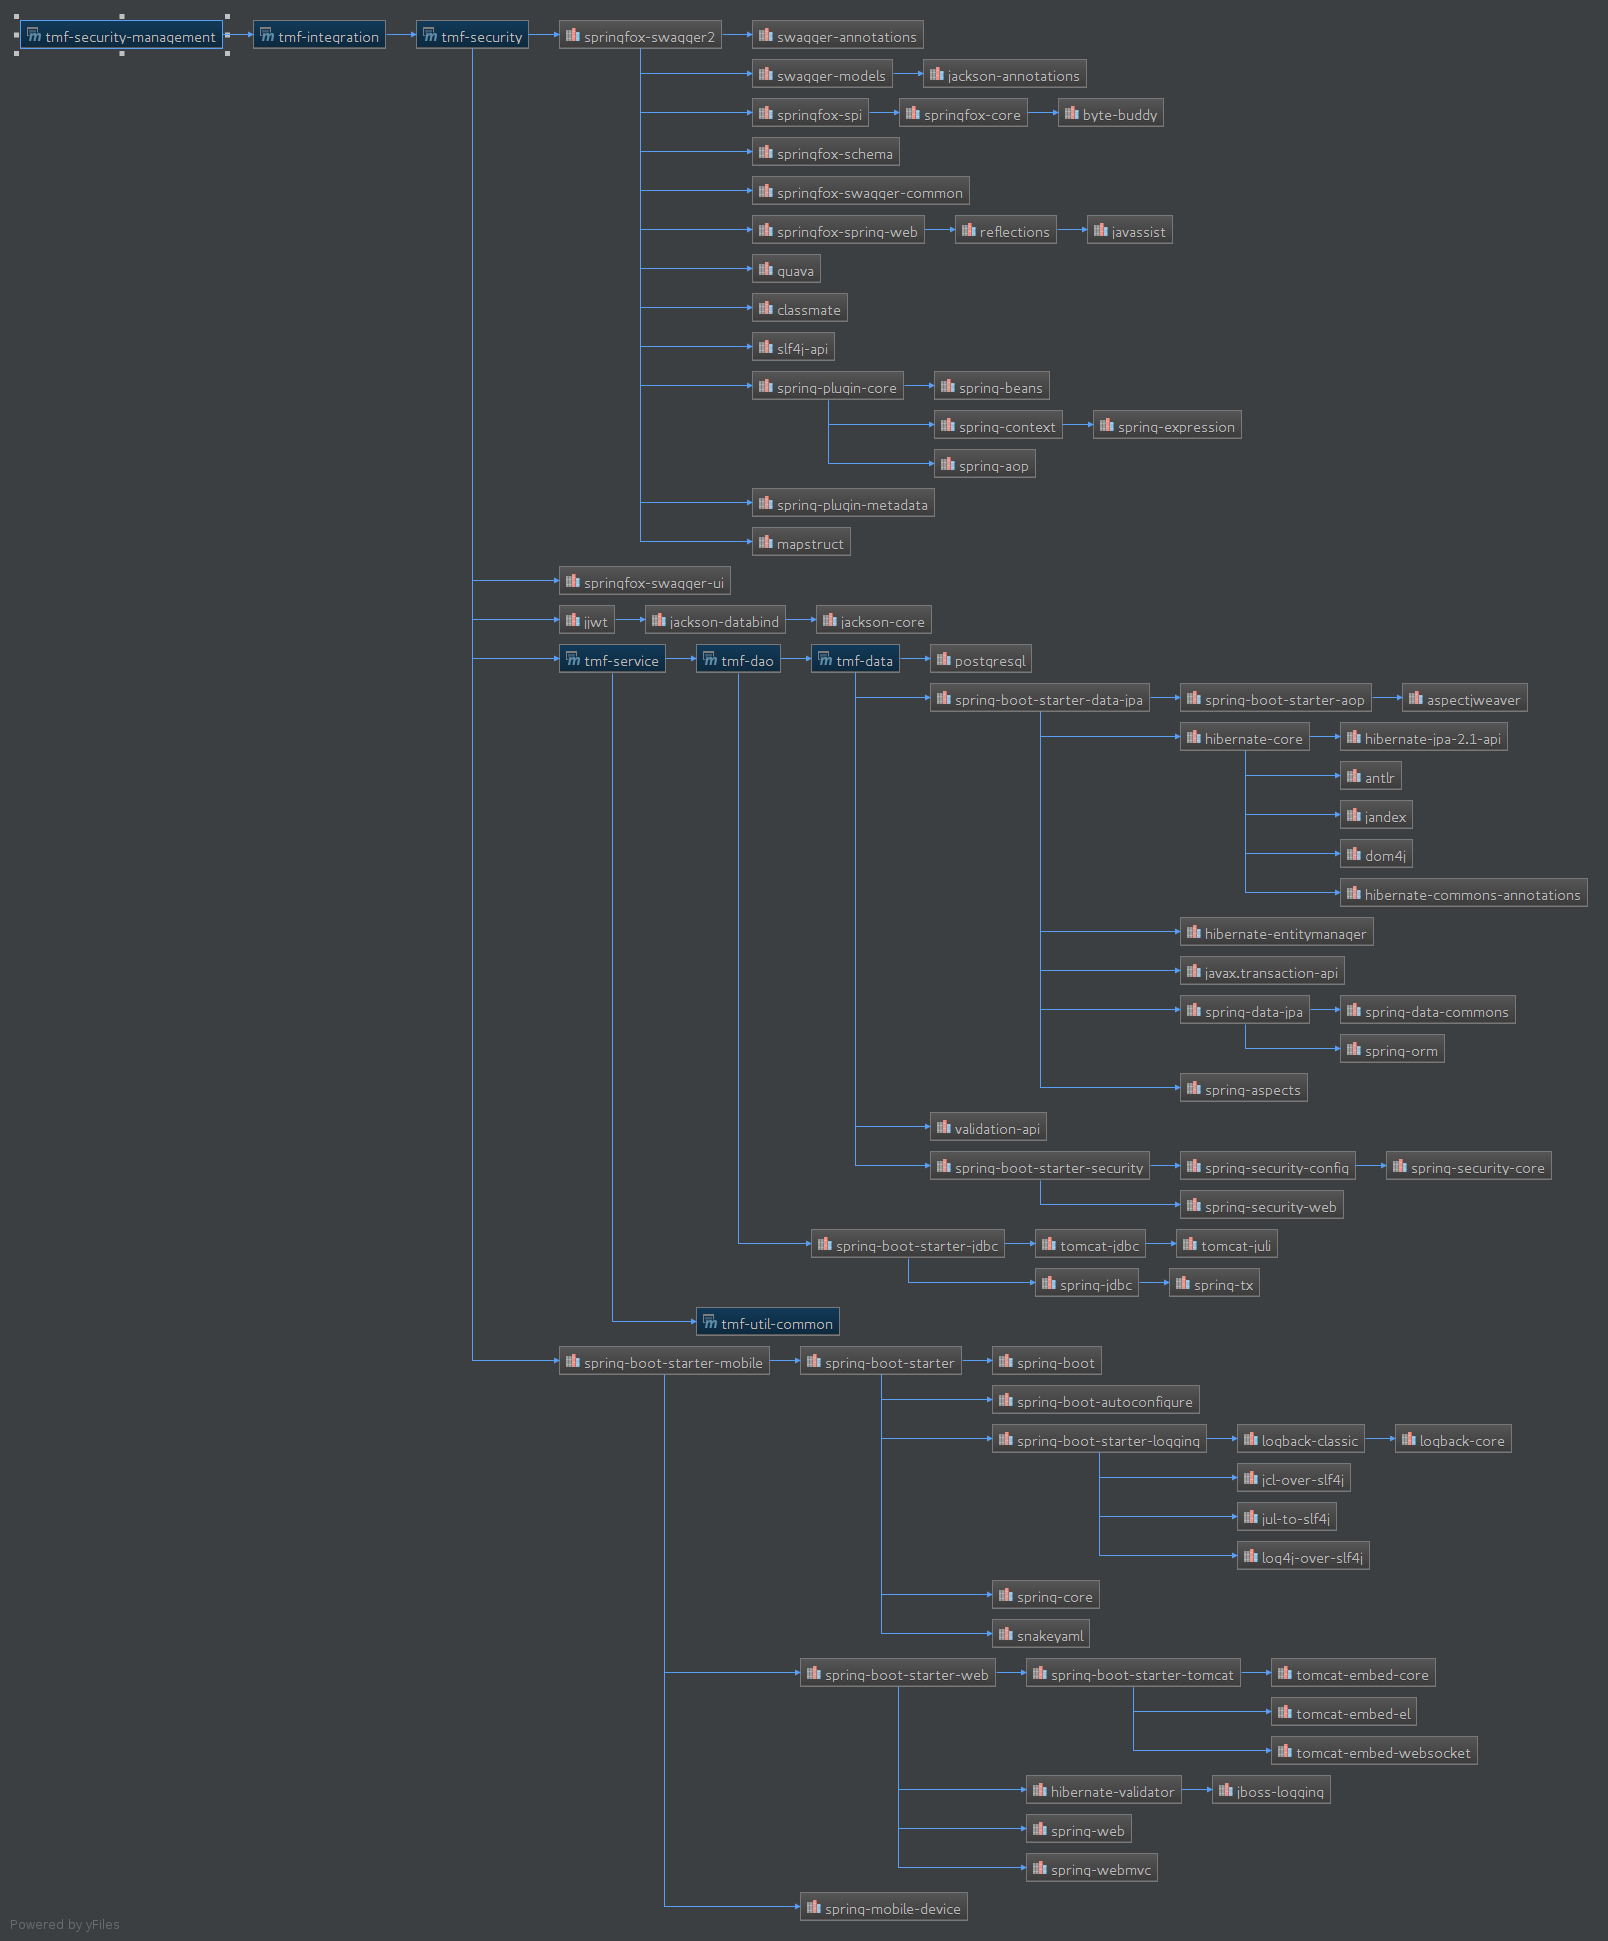 tmf-security-management
tmf-integration
tmf-security
springfox-swagger2
swagger-annotations
swagger-models
jackson-annotations
springfox-spi
springfox-core
byte-buddy
springfox-schema
springfox-swagger-common
springfox-spring-web
reflections
javassist
guava
classmate
slf4j-api
spring-plugin-core
spring-beans
spring-context
spring-expression
spring-aop
spring-plugin-metadata
mapstruct
springfox-swagger-ui
jjwt
jackson-databind
jackson-core
tmf-service
tmf-dao
tmf-data
postgresql
spring-boot-starter-data-jpa
spring-boot-starter-aop
aspectjweaver
hibernate-core
hibernate-jpa-2.1-api
antlr
jandex
dom4j
hibernate-commons-annotations
hibernate-entitymanager
javax.transaction-api
spring-data-jpa
spring-data-commons
spring-orm
spring-aspects
validation-api
spring-boot-starter-security
spring-security-config
spring-security-core
spring-security-web
spring-boot-starter-jdbc
tomcat-jdbc
tomcat-juli
spring-jdbc
spring-tx
tmf-util-common
spring-boot-starter-mobile
spring-boot-starter
spring-boot
spring-boot-autoconfigure
spring-boot-starter-logging
logback-classic
logback-core
jcl-over-slf4j
jul-to-slf4j
log4j-over-slf4j
spring-core
snakeyaml
spring-boot-starter-web
spring-boot-starter-tomcat
tomcat-embed-core
tomcat-embed-el
tomcat-embed-websocket
hibernate-validator
jboss-logging
spring-web
spring-webmvc
spring-mobile-device
Powered by yFiles